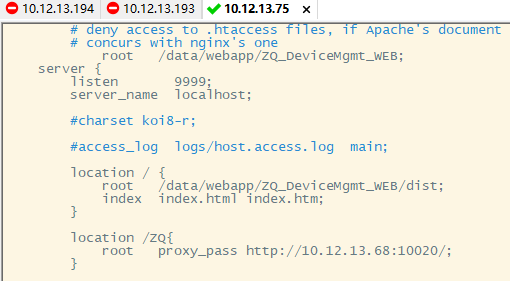 10.12.13.194 10.12.13.193 10.12.13.75 ×
# deny access to .htaccess files, if Apache's document
# concurs with nginx's one
root /data/webapp/ZQ_DeviceMgmt_WEB;
server {
listen 9999;
server_name localhost;
#charset koi8-r;
#access_log logs/host.access.log main;
location / {
root /data/webapp/ZQ_DeviceMgmt_WEB/dist;
index index.html index.htm;
}
location /ZQ{
root proxy_pass http://10.12.13.68:10020/;
}